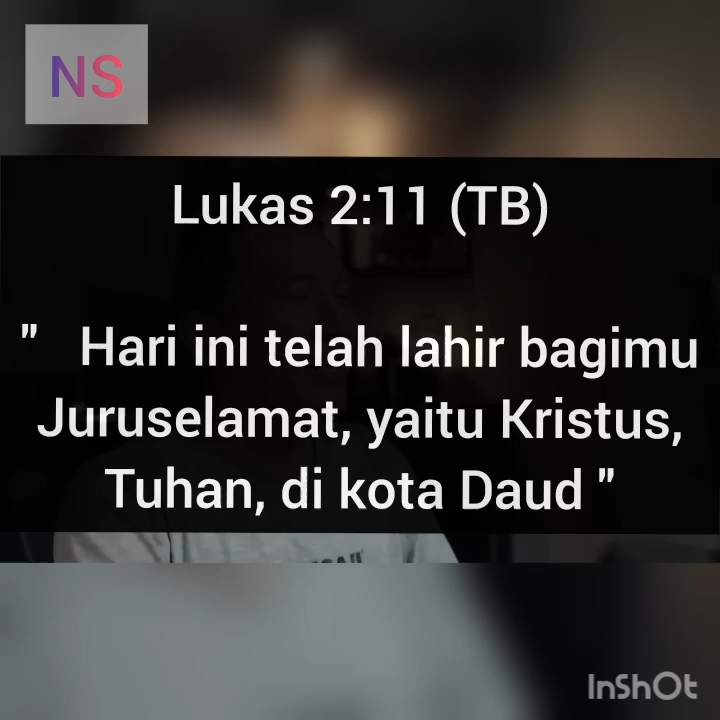 NS
Lukas 2:11 (TB)
" Hari ini telah lahir bagimu
Juruselamat, yaitu Kristus,
Tuhan, di kota Daud "
InShOt